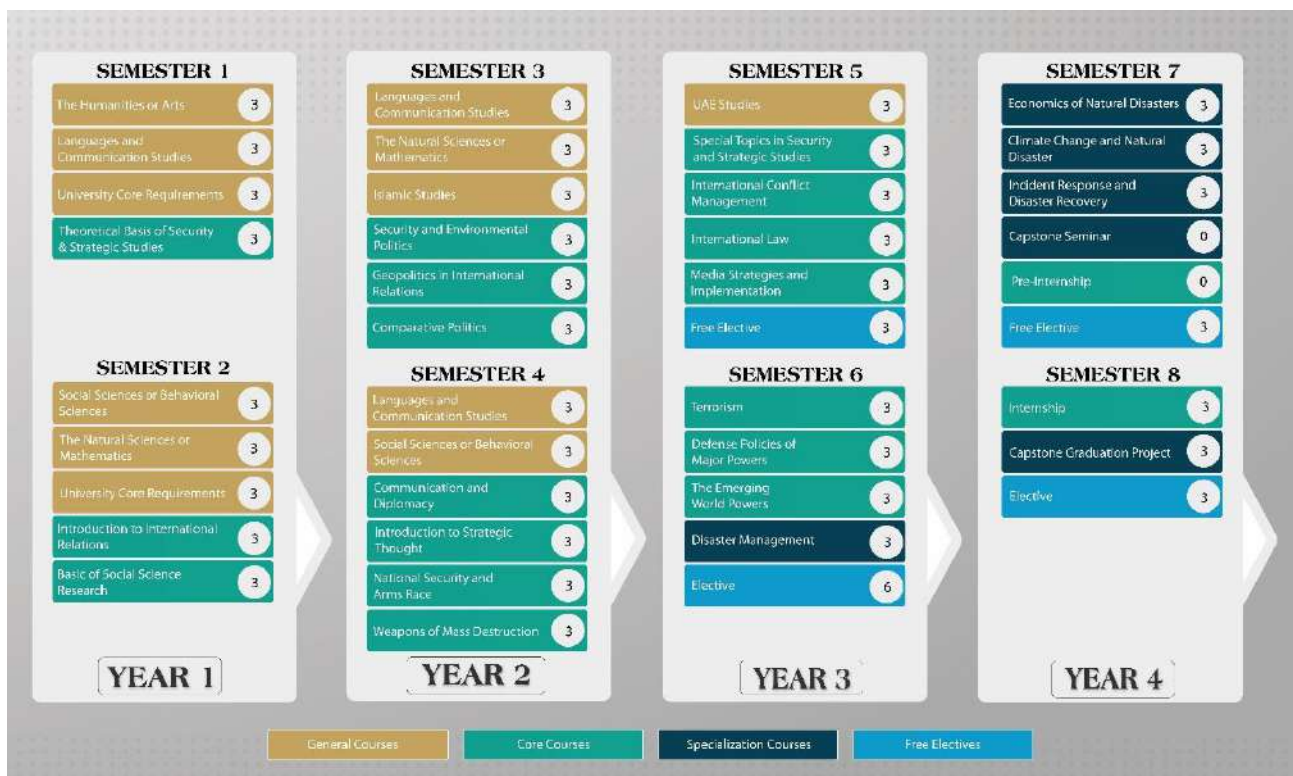 SEMESTER 1
The Humanities or Arts 3
Languages and
Communication Studies 3
University Core Requirements 3
Theoretical Basis of Security
& Strategic Studies 3
SEMESTER 2
Social Sciences or Behavioral
Sciences 3
The Natural Sciences or
Mathematics 3
University Core Requirements 3
Introduction to International
Relations 3
Basic of Social Science
Research 3
YEAR 1
SEMESTER 3
Languages and
Communication Studies 3
The Natural Sciences or
Mathematics 3
Islamic Studies 3
Security and Environmental
Politics 3
Geopolitics in International
Relations 3
Comparative Politics 3
SEMESTER 4
Languages and
Communication Studies 3
Social Sciences or Behavioral
Sciences 3
Communication and
Diplomacy 3
Introduction to Strategic
Thought 3
National Security and
Arms Race 3
Weapons of Mass Destruction 3
YEAR 2
SEMESTER 5
UAE Studies 3
Special Topics in Security
and Strategic Studies 3
International Conflict
Management 3
International Law 3
Media Strategies and
Implementation 3
Free Elective 3
SEMESTER 6
Terrorism 3
Defense Policies of
Major Powers 3
The Emerging
World Powers 3
Disaster Management 3
Elective 6
YEAR 3
SEMESTER 7
Economics of Natural Disasters 3
Climate Change and Natural
Disaster 3
Incident Response and
Disaster Recovery 3
Capstone Seminar 0
Pre-Internship 0
Free Elective 3
SEMESTER 8
Internship 3
Capstone Graduation Project 3
Elective 3
YEAR 4
General Courses
Core Courses
Specialization Courses
Free Electives